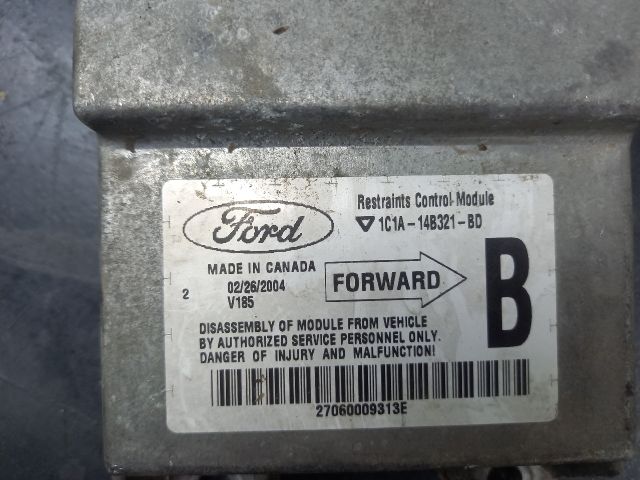 Ford
Restraints Control Module
1C1A-14B321-BD
MADE IN CANADA
02/26/2004
V185
2
FORWARD
B
DISASSEMBLY OF MODULE FROM VEHICLE
BY AUTHORIZED SERVICE PERSONNEL ONLY.
DANGER OF INJURY AND MALFUNCTION!
27060009313E